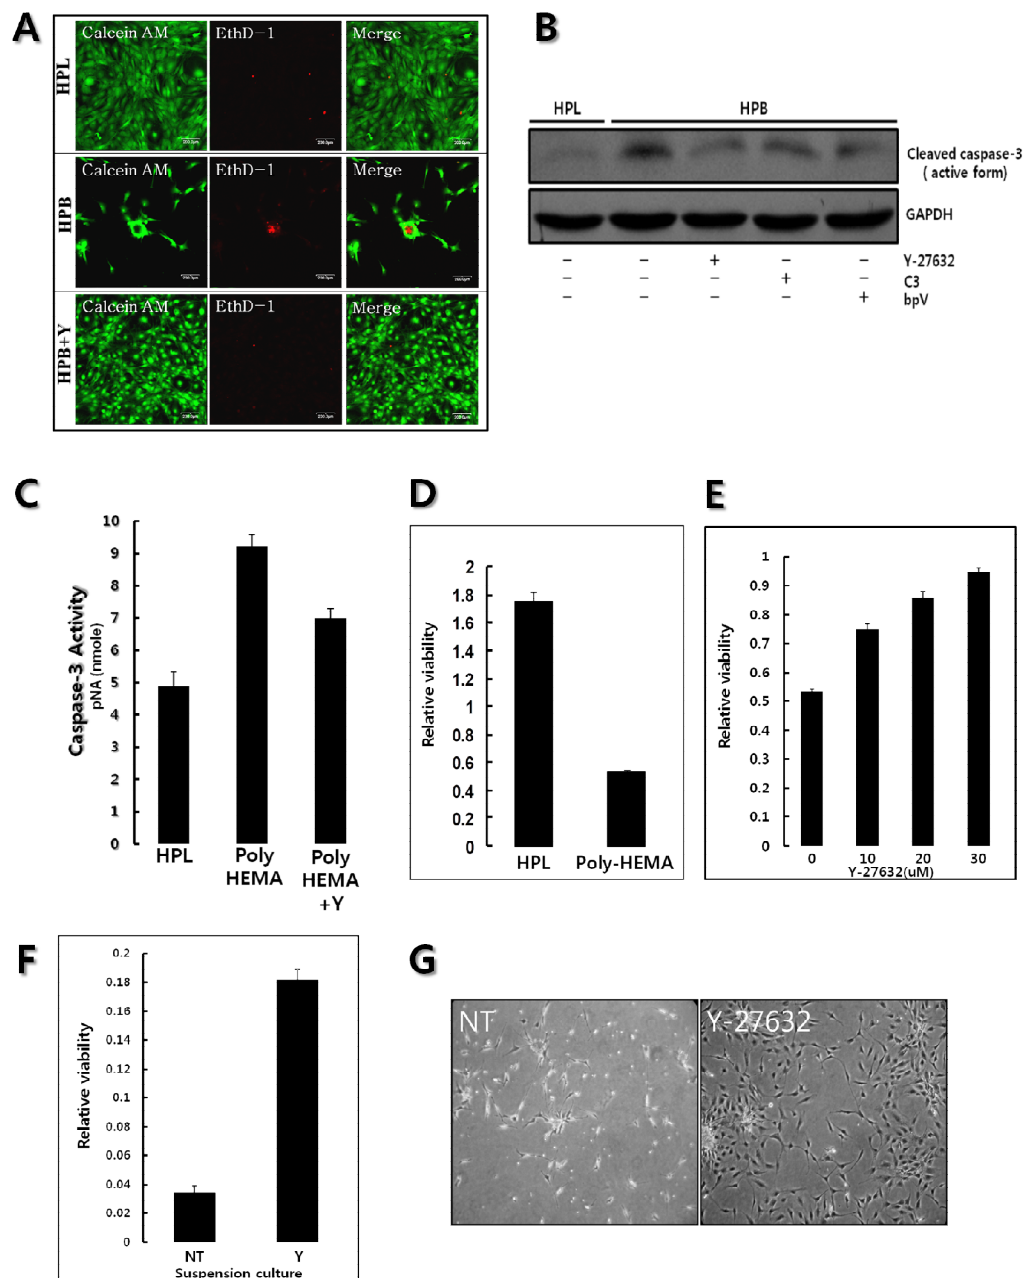 A
HPL
Calcein AM
EthD-1
Merge
HPB
Calcein AM
EthD-1
Merge
HPB+Y
Calcein AM
EthD-1
Merge
B
HPL HPB
Cleaved caspase-3
( active form)
GAPDH
− − + − − Y-27632
− − − + − C3
− − − − + bpV
C
Caspase-3 Activity
pNA (nmole)
10
9
8
7
6
5
4
3
2
1
0
HPL
Poly
HEMA
Poly
HEMA
+Y
D
Relative viability
2
1.8
1.6
1.4
1.2
1
0.8
0.6
0.4
0.2
0
HPL Poly-HEMA
E
Relative viability
1
0.9
0.8
0.7
0.6
0.5
0.4
0.3
0.2
0.1
0
0 10 20 30
Y-27632(uM)
F
Relative viability
0.2
0.18
0.16
0.14
0.12
0.1
0.08
0.06
0.04
0.02
0
NT Y
Suspension culture
G
NT
Y-27632